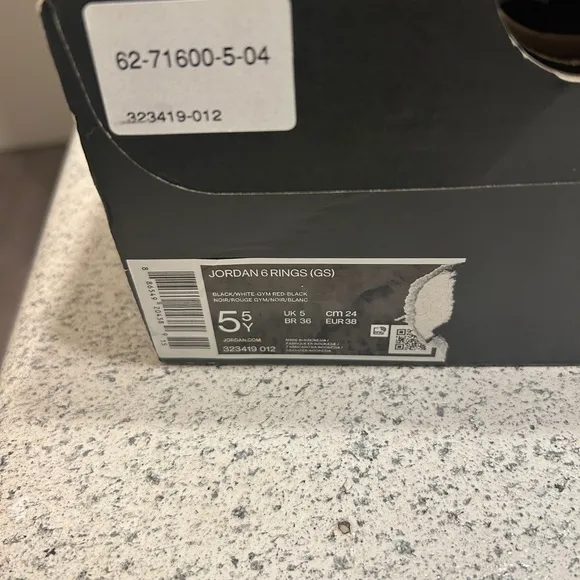 62-71600-5-04
323419-012
JORDAN 6 RINGS (GS)
BLACK/WHITE-GYM RED-BLACK
NOIR/ROUGE GYM/NOIR/BLANC
5.5Y
UK 5 cm 24
BR 36 EUR 38
JORDAN.COM
323419 012